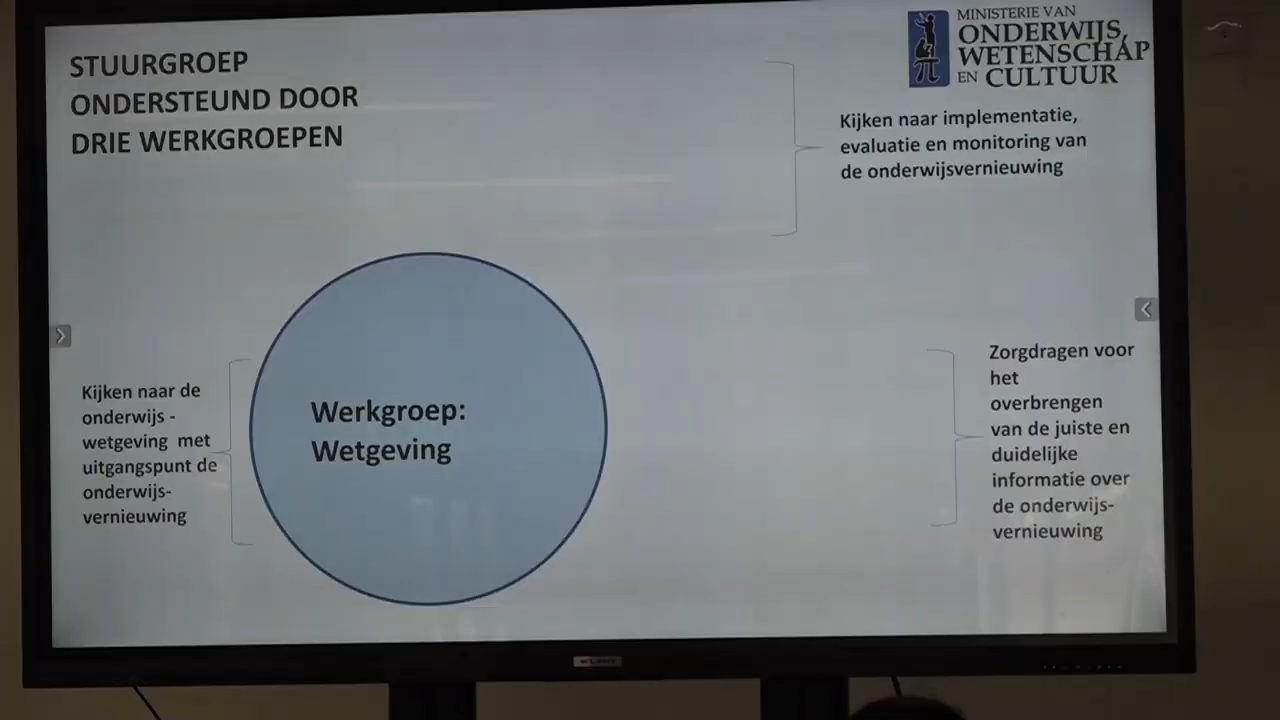 STUURGROEP
ONDERSTEUND DOOR
DRIE WERKGROEPEN
MINISTERIE VAN
ONDERWIJS,
WETENSCHAP
EN CULTUUR
Kijken naar implementatie,
evaluatie en monitoring van
de onderwijsvernieuwing
Kijken naar de
onderwijs -
wetgeving met
uitgangspunt de
onderwijs-
vernieuwing
Werkgroep:
Wetgeving
Zorgdragen voor
het
overbrengen
van de juiste en
duidelijke
informatie over
de onderwijs-
vernieuwing